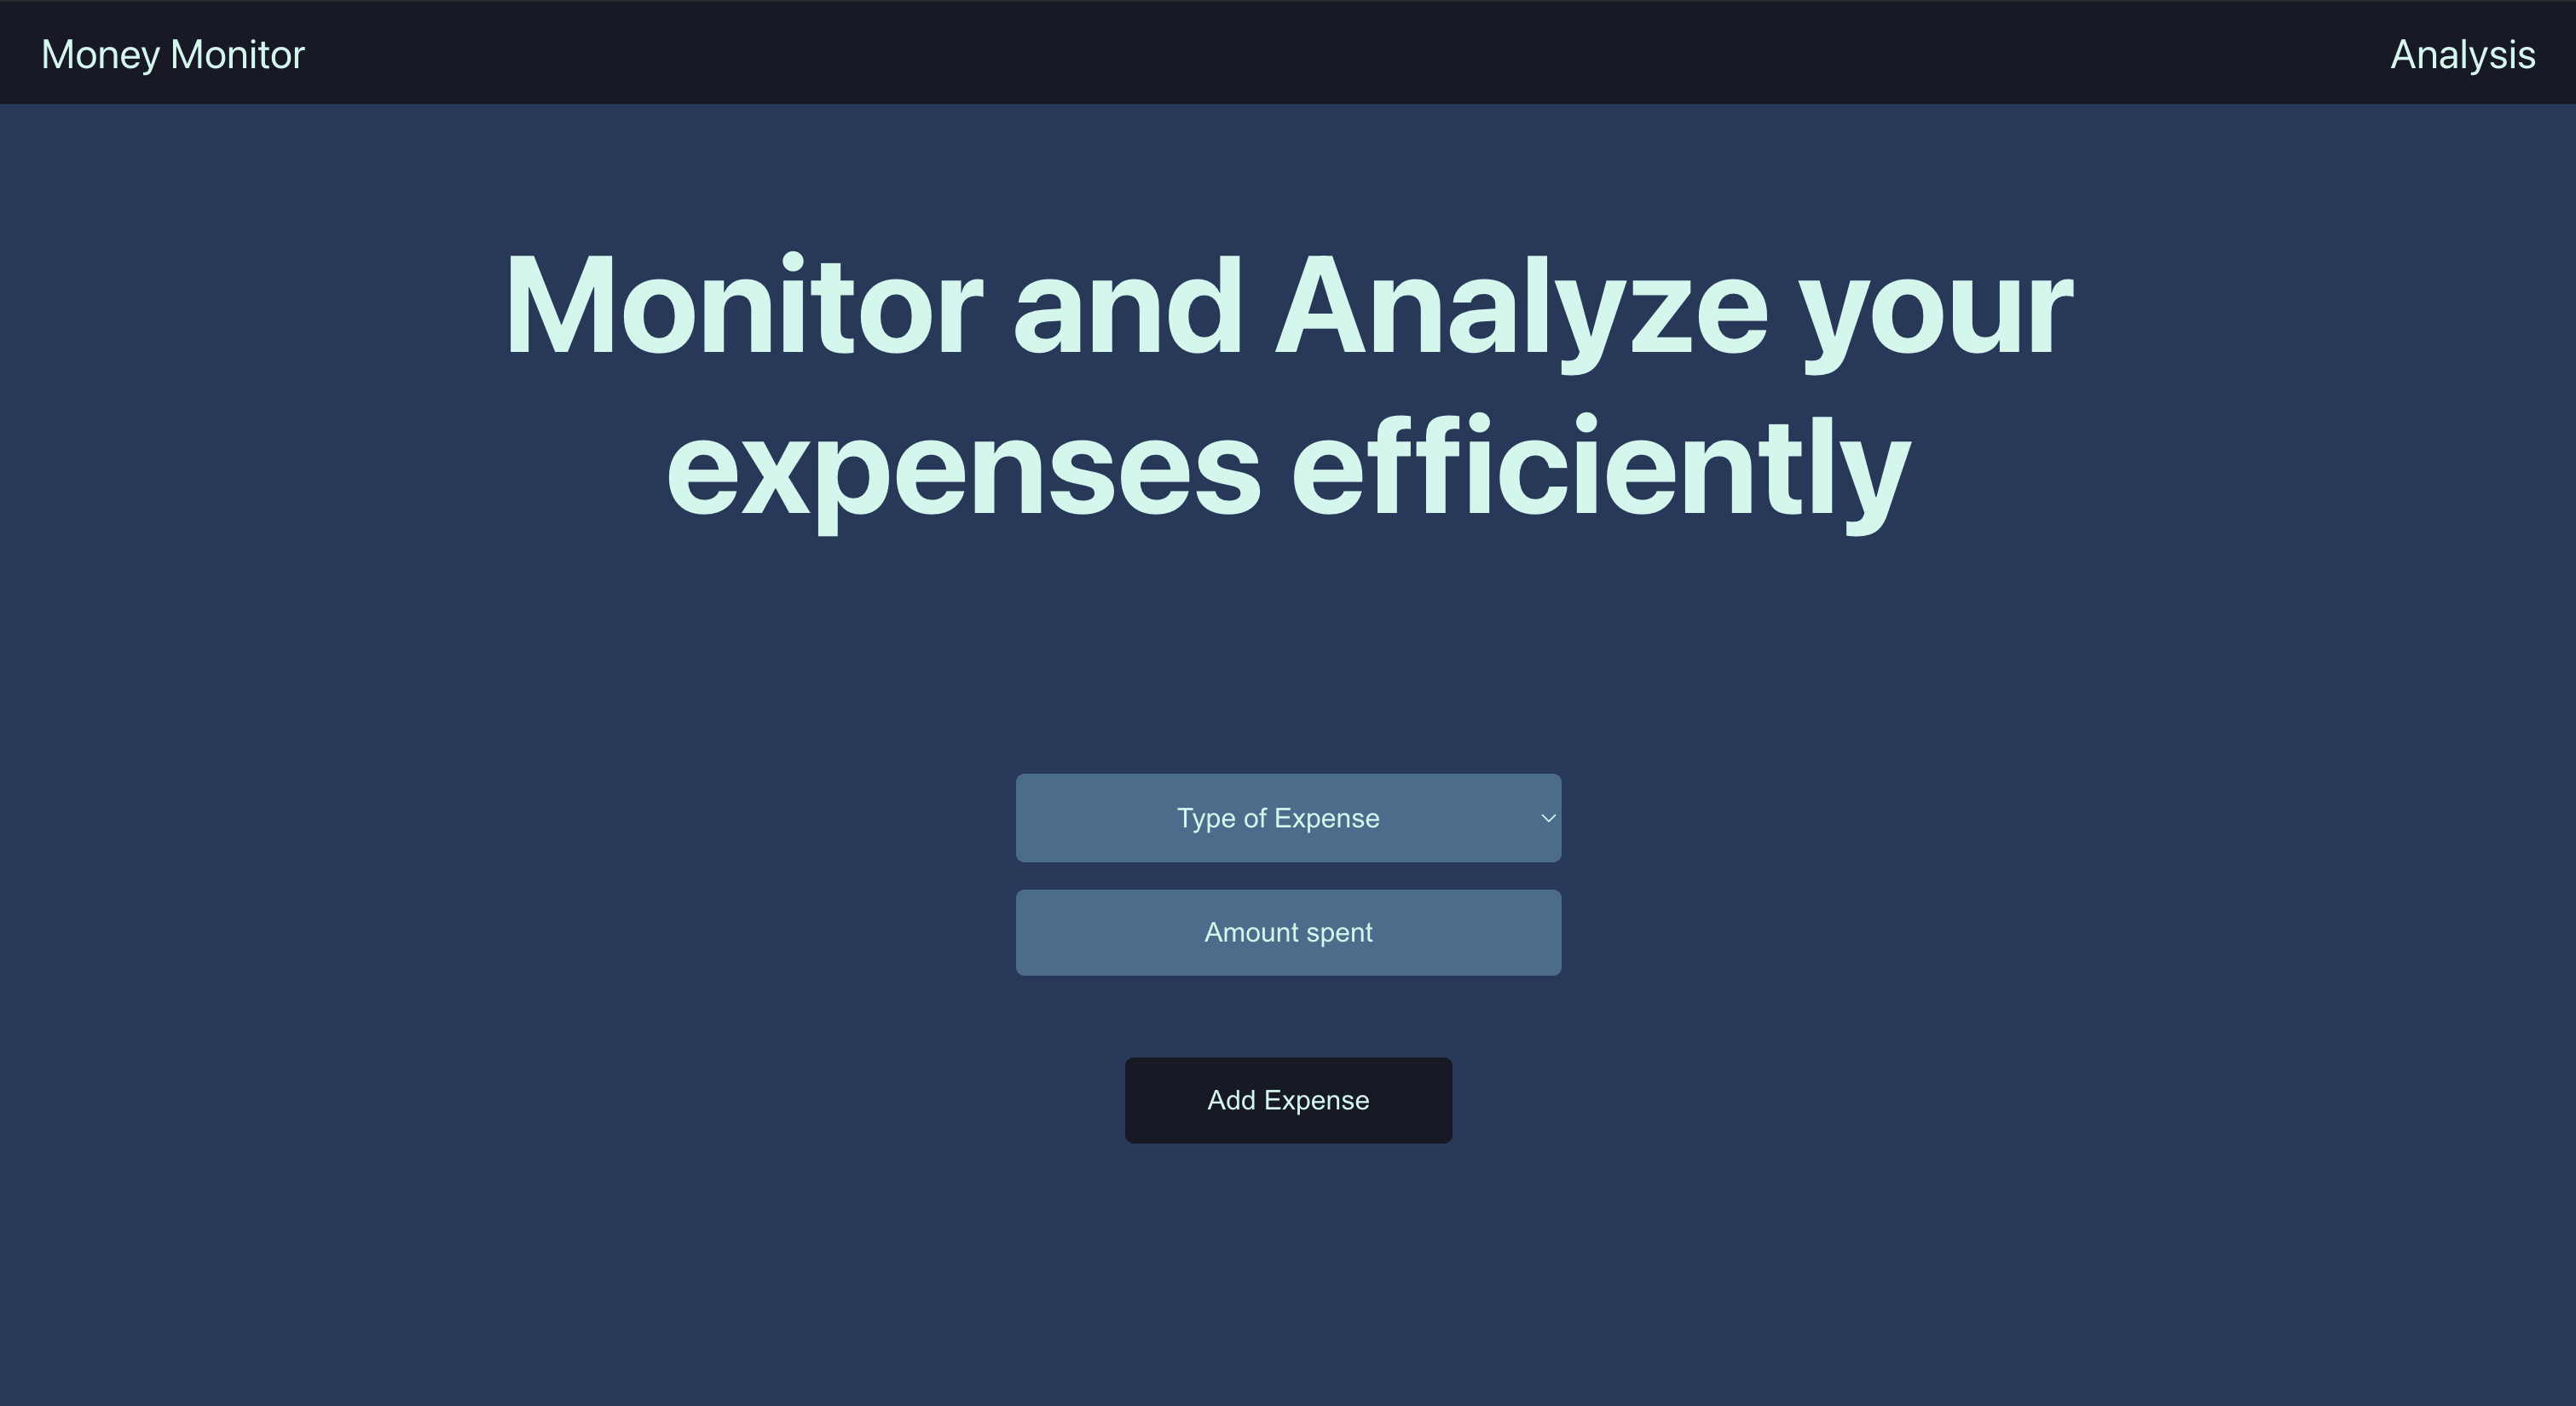 Money Monitor
Analysis
Monitor and Analyze your
expenses efficiently
Type of Expense
Amount spent
Add Expense